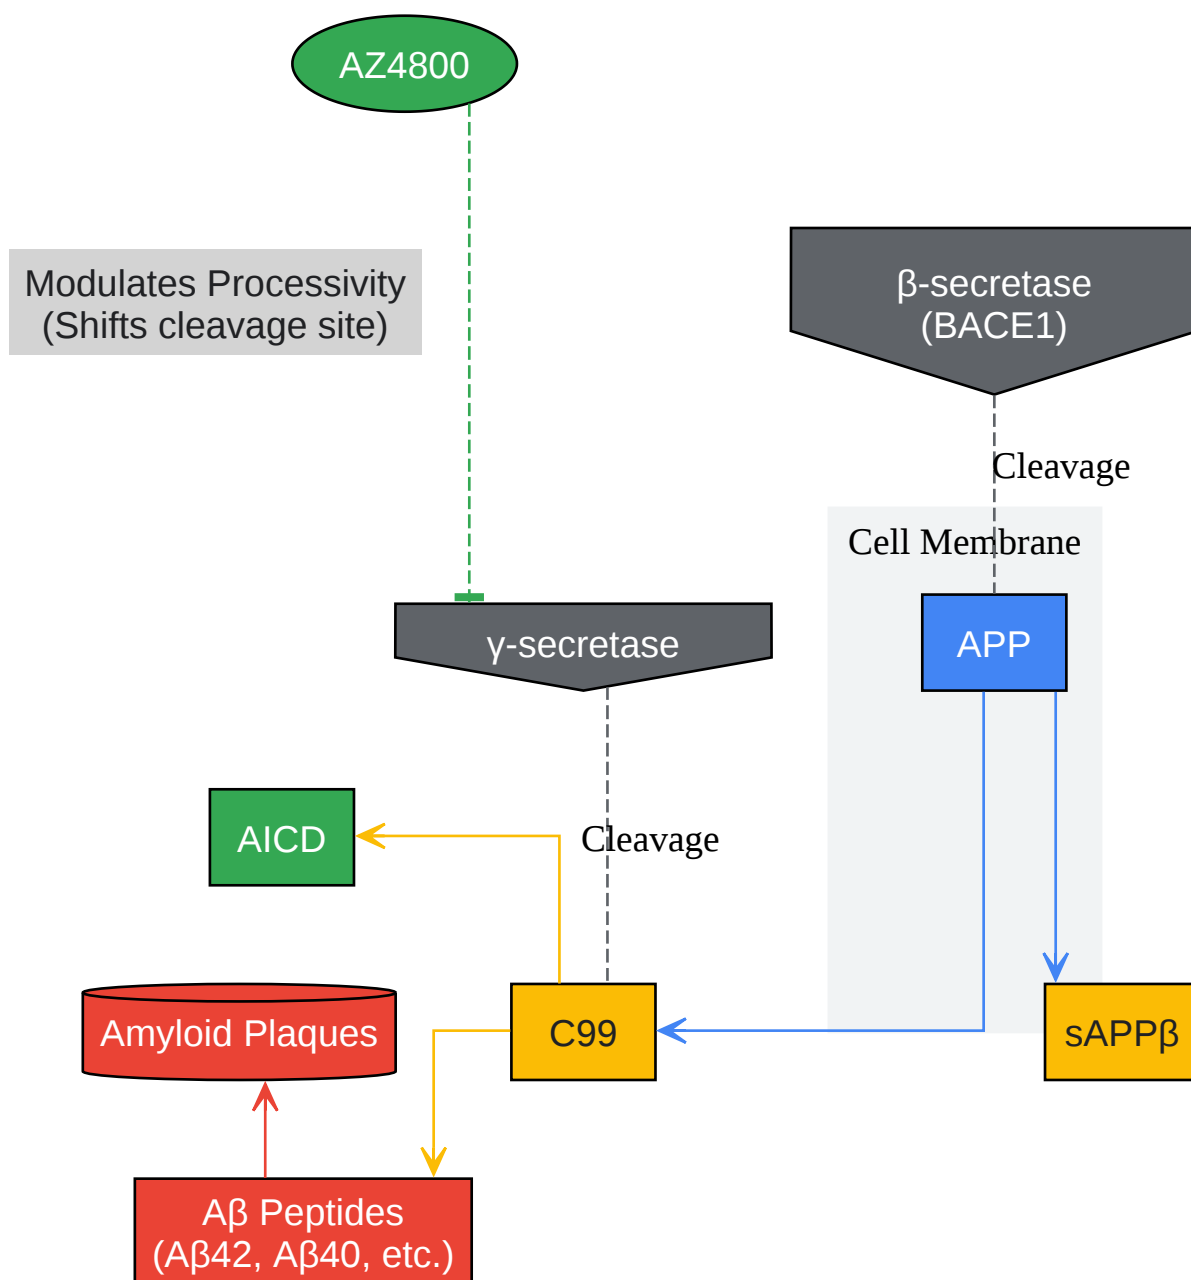 AZ4800
Modulates Processivity
(Shifts cleavage site)
β-secretase
(BACE1)
Cleavage
Cell Membrane
γ-secretase
APP
AICD
Cleavage
Amyloid Plaques
C99
sAPPβ
Aβ Peptides
(Aβ42, Aβ40, etc.)